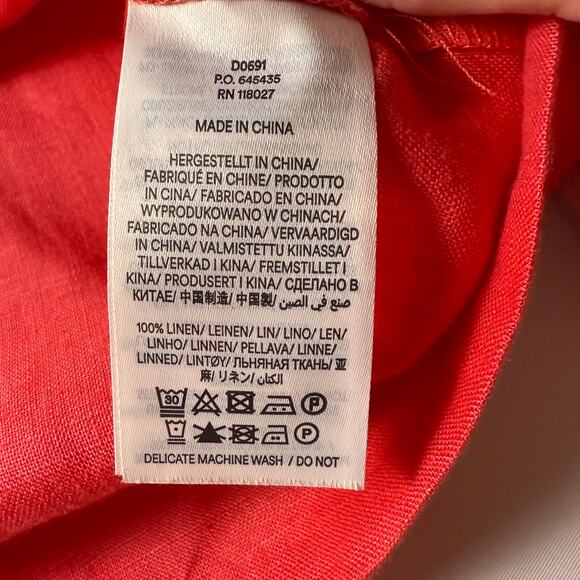 D0691
P.O. 645435
RN 118027
MADE IN CHINA
HERGESTELLT IN CHINA/
FABRIQUÉ EN CHINE/ PRODOTTO
IN CINA/ FABRICADO EN CHINA/
WYPRODUKOWANO W CHINACH/
FABRICADO NA CHINA/ VERVAARDIGD
IN CHINA/ VALMISTETTU KIINASSA/
TILLVERKAD I KINA/ FREMSTILLET I
KINA/ PRODUSERT I KINA/ СДЕЛАНО В
КИТАЕ/ 中国制造/ 中国製/ صنع في الصين
100% LINEN/ LEINEN/ LIN/ LINO/ LEN/
LINHO/ LINNEN/ PELLAVA/ LINNE/
LINNED/ LINTØY/ ЛЬНЯНАЯ ТКАНЬ/ 亚
麻/ リネン/ الكتان/
30
P
P
DELICATE MACHINE WASH / DO NOT